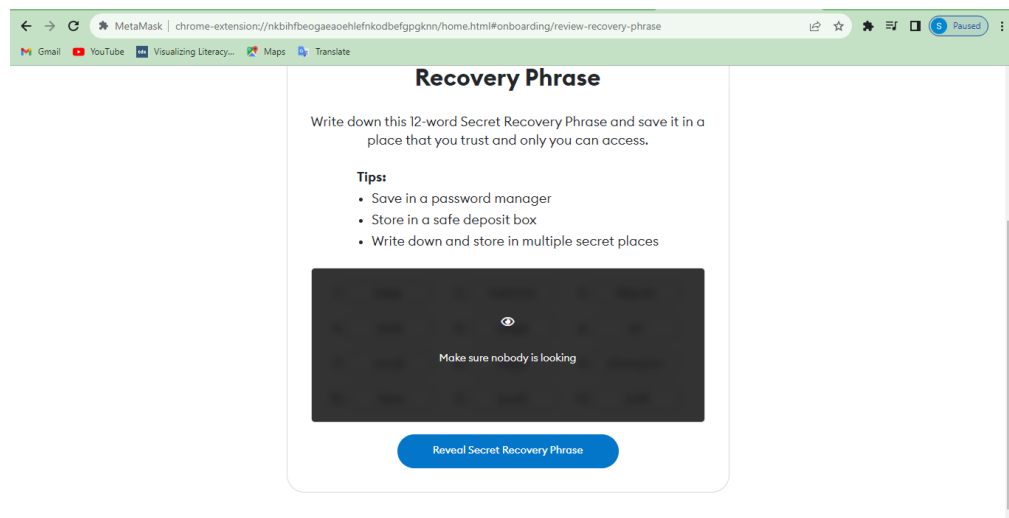 MetaMask | chrome-extension://nkbihfbeogaeaoehlefnkodbefgpgknn/home.html#onboarding/review-recovery-phrase
S Paused
Gmail YouTube Visualizing Literacy... Maps Translate
Recovery Phrase
Write down this 12-word Secret Recovery Phrase and save it in a
place that you trust and only you can access.
Tips:
• Save in a password manager
• Store in a safe deposit box
• Write down and store in multiple secret places
Make sure nobody is looking
Reveal Secret Recovery Phrase